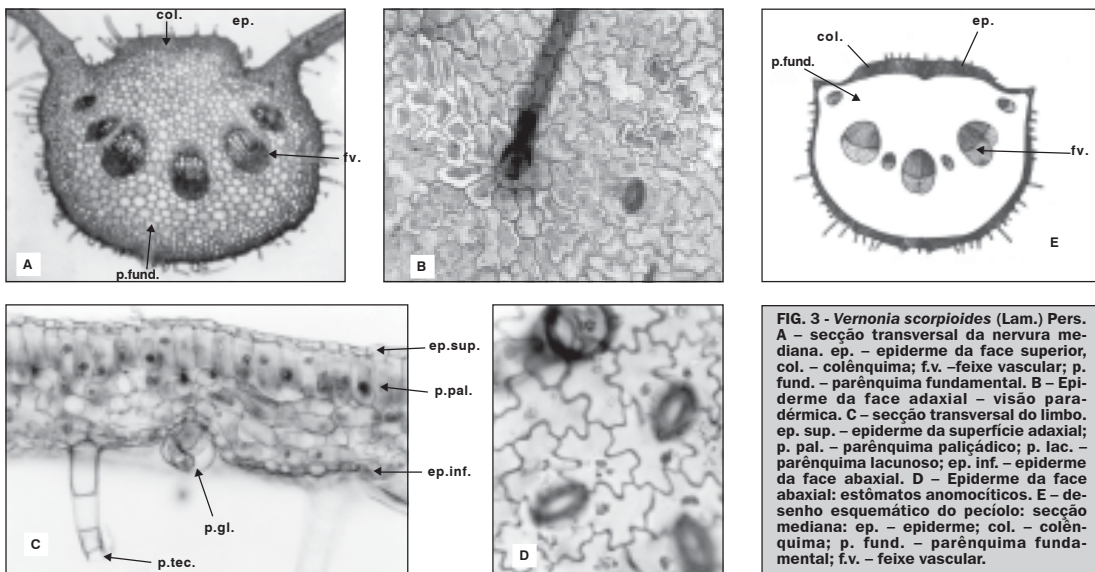 col.
ep.
fv.
p.fund.
A
B
ep.
col.
p.fund.
fv.
E
ep.sup.
p.pal.
ep.inf.
p.gl.
p.tec.
C
D
FIG. 3 - Vernonia scorpioides (Lam.) Pers.
A – secção transversal da nervura me-
diana. ep. – epiderme da face superior,
col. – colênquima; f.v. –feixe vascular; p.
fund. – parênquima fundamental. B – Epi-
derme da face adaxial – visão para-
dérmica. C – secção transversal do limbo.
ep. sup. – epiderme da superfície adaxial;
p. pal. – parênquima paliçádico; p. lac. –
parênquima lacunoso; ep. inf. – epiderme
da face abaxial. D – Epiderme da face
abaxial: estômatos anomocíticos. E – de-
senho esquemático do pecíolo: secção
mediana: ep. – epiderme; col. – colên-
quima; p. fund. – parênquima funda-
mental; f.v. – feixe vascular.